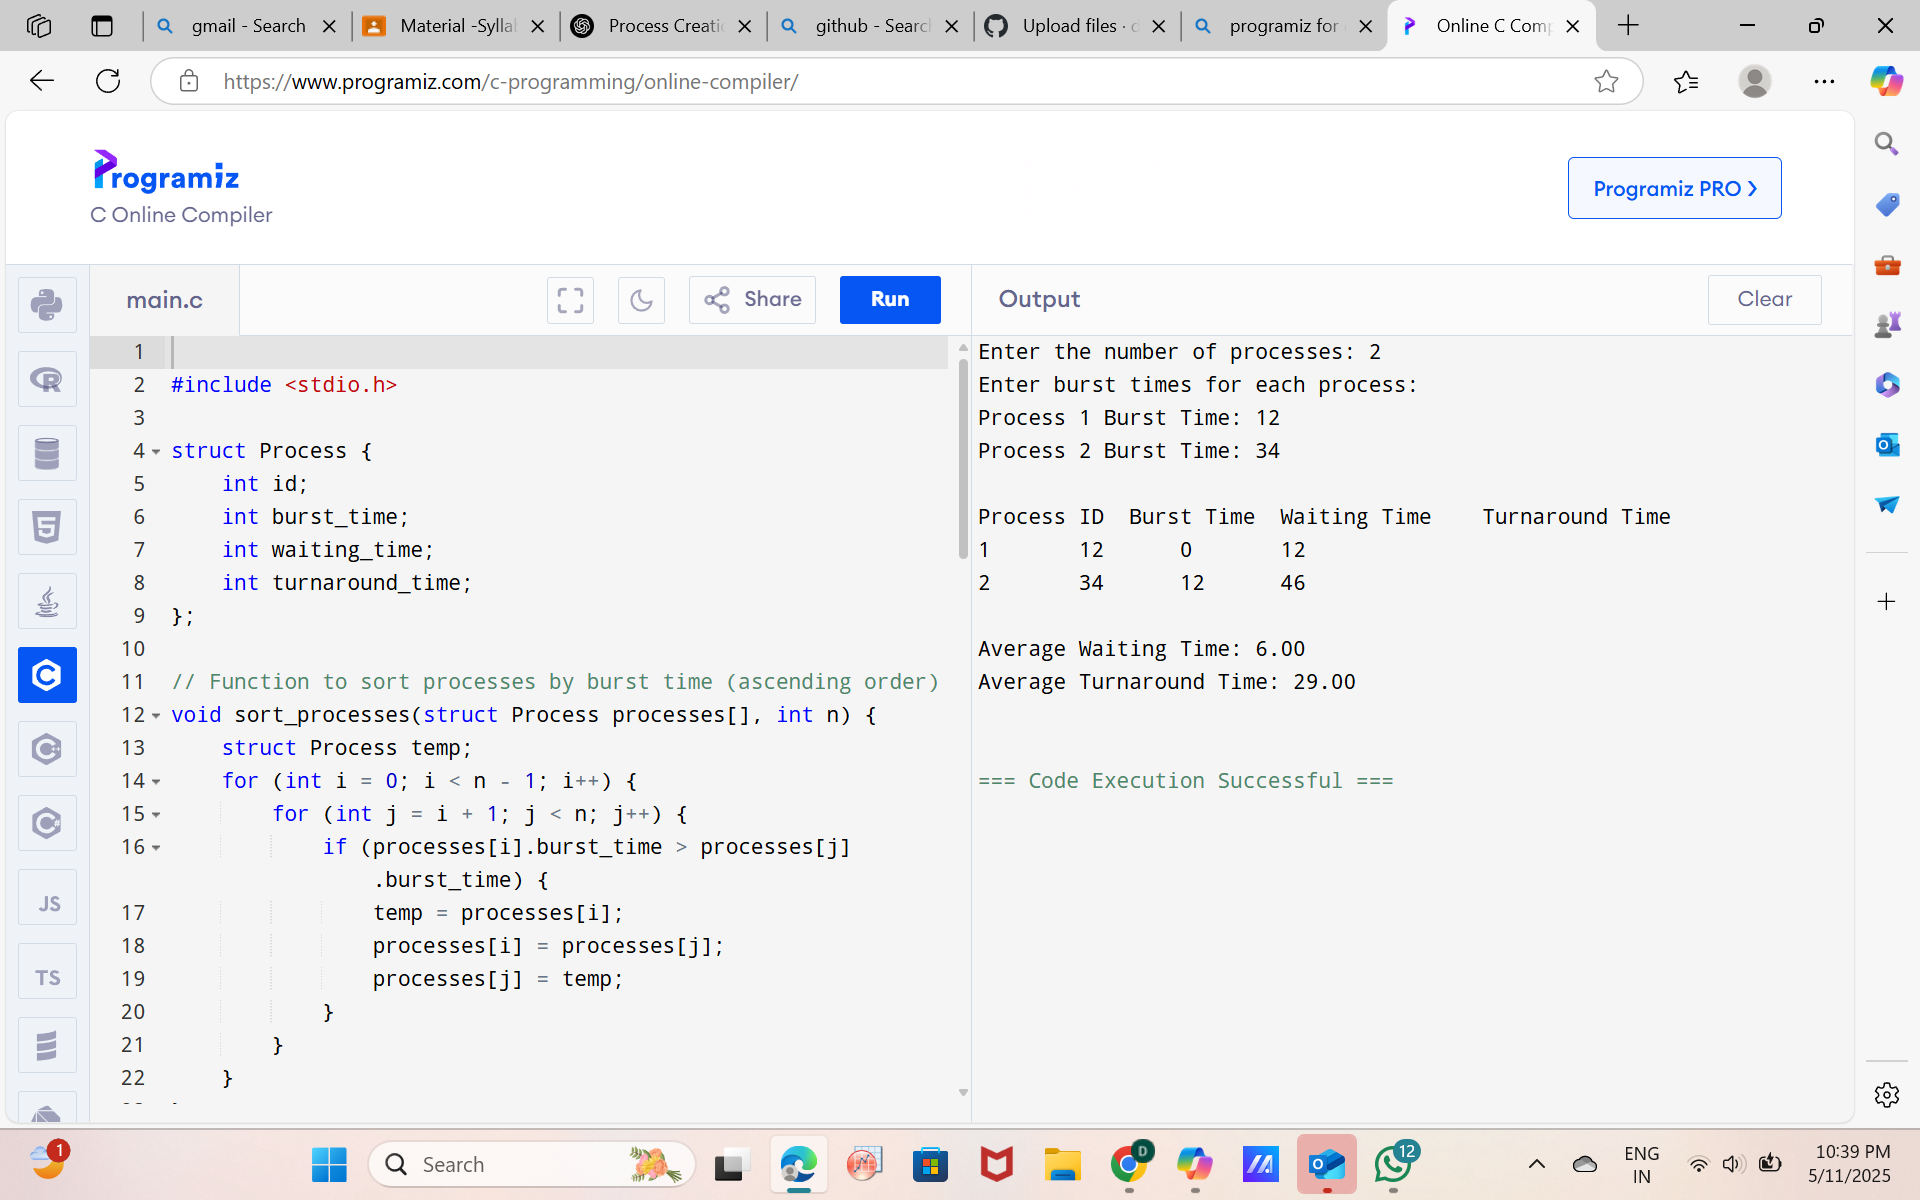 gmail - Search
Material -Syllal
Process Creatio
github - Search
Upload files · d
programiz for
Online C Comp
https://www.programiz.com/c-programming/online-compiler/
Programiz
C Online Compiler
Programiz PRO >
main.c
Share
Run
Output
Clear
1
2 #include <stdio.h>
3
4 struct Process {
5     int id;
6     int burst_time;
7     int waiting_time;
8     int turnaround_time;
9 };
10
11 // Function to sort processes by burst time (ascending order)
12 void sort_processes(struct Process processes[], int n) {
13     struct Process temp;
14     for (int i = 0; i < n - 1; i++) {
15         for (int j = i + 1; j < n; j++) {
16             if (processes[i].burst_time > processes[j]
.burst_time) {
17                 temp = processes[i];
18                 processes[i] = processes[j];
19                 processes[j] = temp;
20             }
21         }
22     }
Enter the number of processes: 2
Enter burst times for each process:
Process 1 Burst Time: 12
Process 2 Burst Time: 34
Process ID  Burst Time  Waiting Time    Turnaround Time
1       12      0       12
2       34      12      46
Average Waiting Time: 6.00
Average Turnaround Time: 29.00
=== Code Execution Successful ===
JS
TS
1
Search
D
12
ENG
IN
10:39 PM
5/11/2025